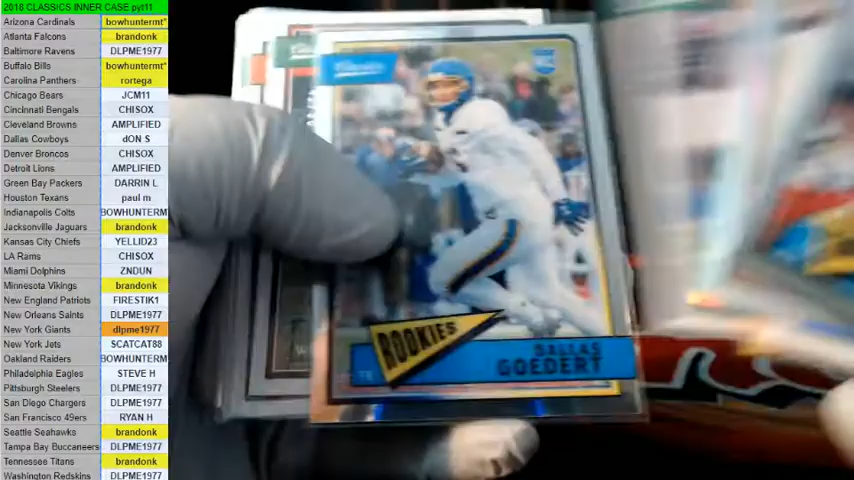 2018 CLASSICS INNER CASE pyt11
Arizona Cardinals bowhuntermt*
Atlanta Falcons brandonk
Baltimore Ravens DLPME1977
Buffalo Bills bowhuntermt*
Carolina Panthers rortega
Chicago Bears JCM11
Cincinnati Bengals CHISOX
Cleveland Browns AMPLIFIED
Dallas Cowboys dON S
Denver Broncos CHISOX
Detroit Lions AMPLIFIED
Green Bay Packers DARRIN L
Houston Texans paul m
Indianapolis Colts BOWHUNTERM
Jacksonville Jaguars brandonk
Kansas City Chiefs YELLID23
LA Rams CHISOX
Miami Dolphins ZNDUN
Minnesota Vikings brandonk
New England Patriots FIRESTIK1
New Orleans Saints DLPME1977
New York Giants dlpme1977
New York Jets SCATCAT88
Oakland Raiders BOWHUNTERM
Philadelphia Eagles STEVE H
Pittsburgh Steelers DLPME1977
San Diego Chargers DLPME1977
San Francisco 49ers RYAN H
Seattle Seahawks brandonk
Tampa Bay Buccaneers DLPME1977
Tennessee Titans brandonk
Washington Redskins DLPME1977
ROOKIES
DALLAS
GOEDERT